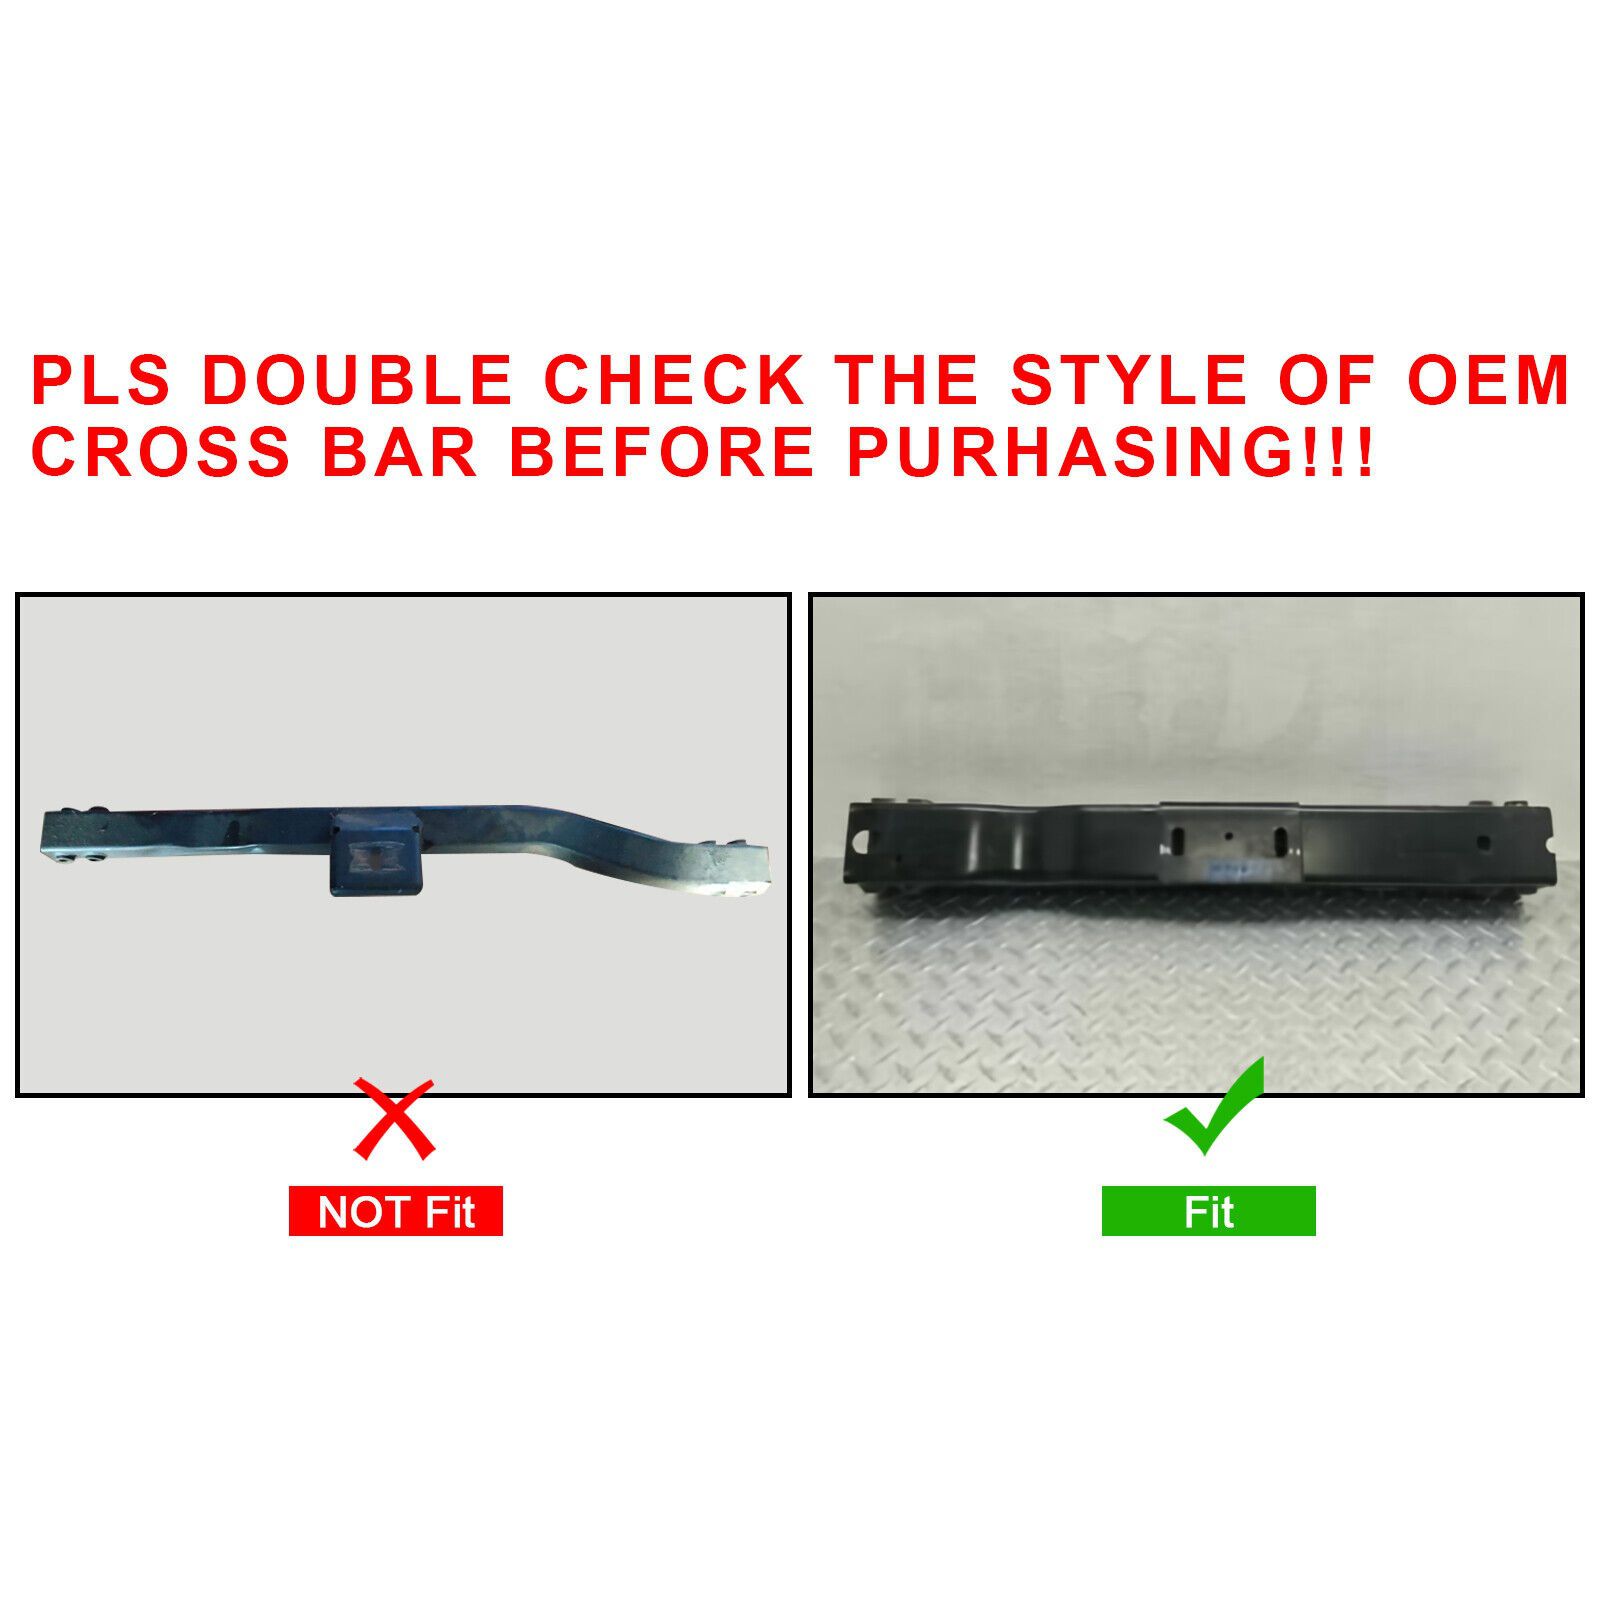 PLS DOUBLE CHECK THE STYLE OF OEM
CROSS BAR BEFORE PURHASING!!!
NOT Fit
Fit